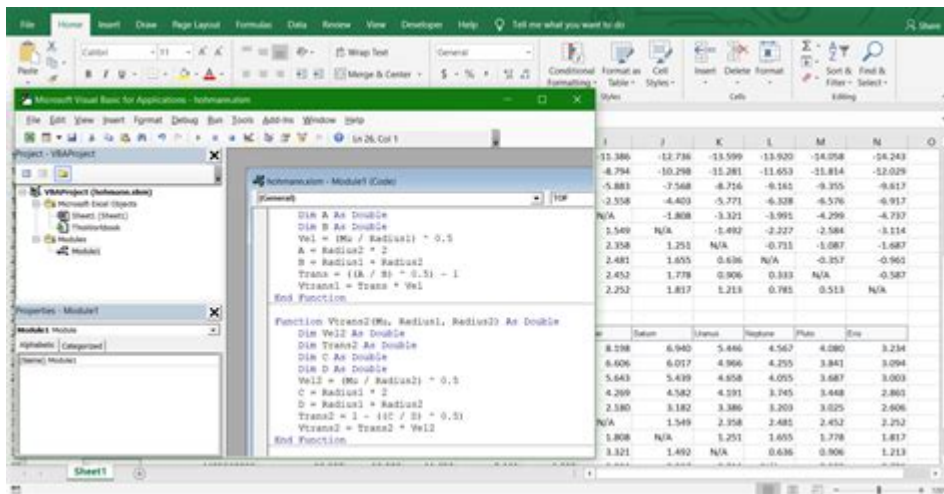 File Home Insert Draw Page Layout Formulas Data Review View Developer Help Tell me what you want to do Share
Calibri 11 Wrap Text General
Paste B I U Merge & Center $ % Conditional Formatting Format as Table Cell Styles Insert Delete Format Sort & Filter Find & Select
Styles Cells Editing
Microsoft Visual Basic for Applications - hohmann.xlsm
File Edit View Insert Format Debug Run Tools Add-Ins Window Help
Ln 26, Col 1
Project - VBAProject
VBAProject (hohmann.xlsm)
Microsoft Excel Objects
Sheet1 (Sheet1)
ThisWorkbook
Modules
Module1
Properties - Module1
Module1 Module
Alphabetic Categorized
(Name) Module1
hohmann.xlsm - Module1 (Code)
(General) TOF
Dim A As Double
Dim B As Double
Vel = (Mu / Radius1) ^ 0.5
A = Radius2 * 2
B = Radius1 + Radius2
Trans = ((A / B) ^ 0.5) - 1
Vtrans1 = Trans * Vel
End Function
Function Vtrans2(Mu, Radius1, Radius2) As Double
Dim Vel2 As Double
Dim Trans2 As Double
Dim C As Double
Dim D As Double
Vel2 = (Mu / Radius2) ^ 0.5
C = Radius1 * 2
D = Radius1 + Radius2
Trans2 = 1 - ((C / D) ^ 0.5)
Vtrans2 = Trans2 * Vel2
End Function
J K L M N O
-11.386 -12.736 -13.599 -13.920 -14.058 -14.243
-8.794 -10.298 -11.281 -11.653 -11.814 -12.029
-5.883 -7.568 -8.716 -9.161 -9.355 -9.617
-2.558 -4.403 -5.771 -6.328 -6.576 -6.917
N/A -1.808 -3.321 -3.991 -4.299 -4.737
1.549 N/A -1.492 -2.227 -2.584 -3.114
2.358 1.251 N/A -0.711 -1.087 -1.687
2.481 1.655 0.636 N/A -0.357 -0.961
2.452 1.778 0.906 0.333 N/A -0.587
2.252 1.817 1.213 0.781 0.513 N/A
Saturn Uranus Neptune Pluto Eris
8.198 6.940 5.446 4.567 4.080 3.234
6.606 6.017 4.966 4.255 3.841 3.094
5.643 5.439 4.658 4.055 3.687 3.003
4.269 4.582 4.191 3.745 3.448 2.861
2.580 3.182 3.386 3.203 3.025 2.606
N/A 1.549 2.358 2.481 2.452 2.252
1.808 N/A 1.251 1.655 1.778 1.817
3.321 1.492 N/A 0.636 0.906 1.213
Sheet1